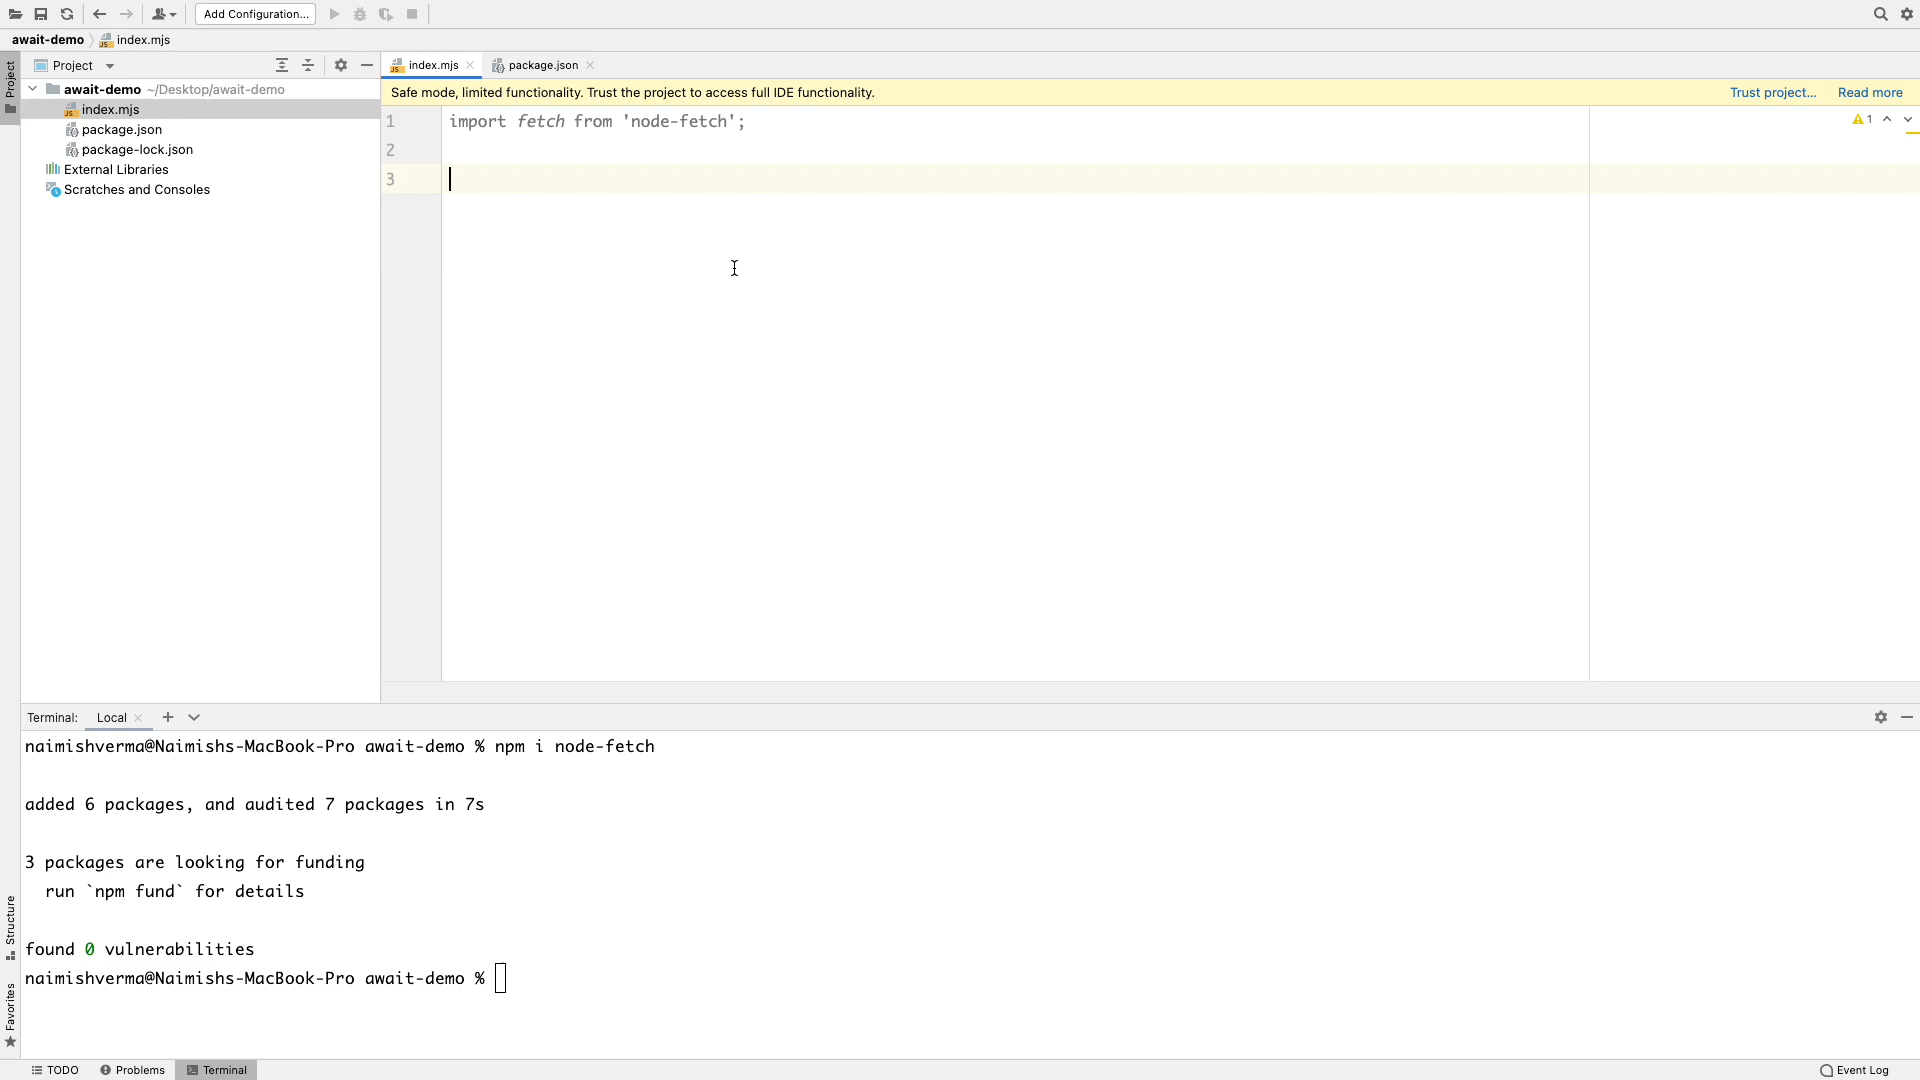 Add Configuration...
await-demo
index.mjs
Project
Project
index.mjs
package.json
await-demo ~/Desktop/await-demo
index.mjs
package.json
package-lock.json
External Libraries
Scratches and Consoles
Safe mode, limited functionality. Trust the project to access full IDE functionality.
Trust project...
Read more
1 import fetch from 'node-fetch';
1
2
3
Terminal:
Local
naimishverma@Naimishs-MacBook-Pro await-demo % npm i node-fetch
added 6 packages, and audited 7 packages in 7s
3 packages are looking for funding
run `npm fund` for details
found 0 vulnerabilities
naimishverma@Naimishs-MacBook-Pro await-demo %
Structure
Favorites
TODO
Problems
Terminal
Event Log